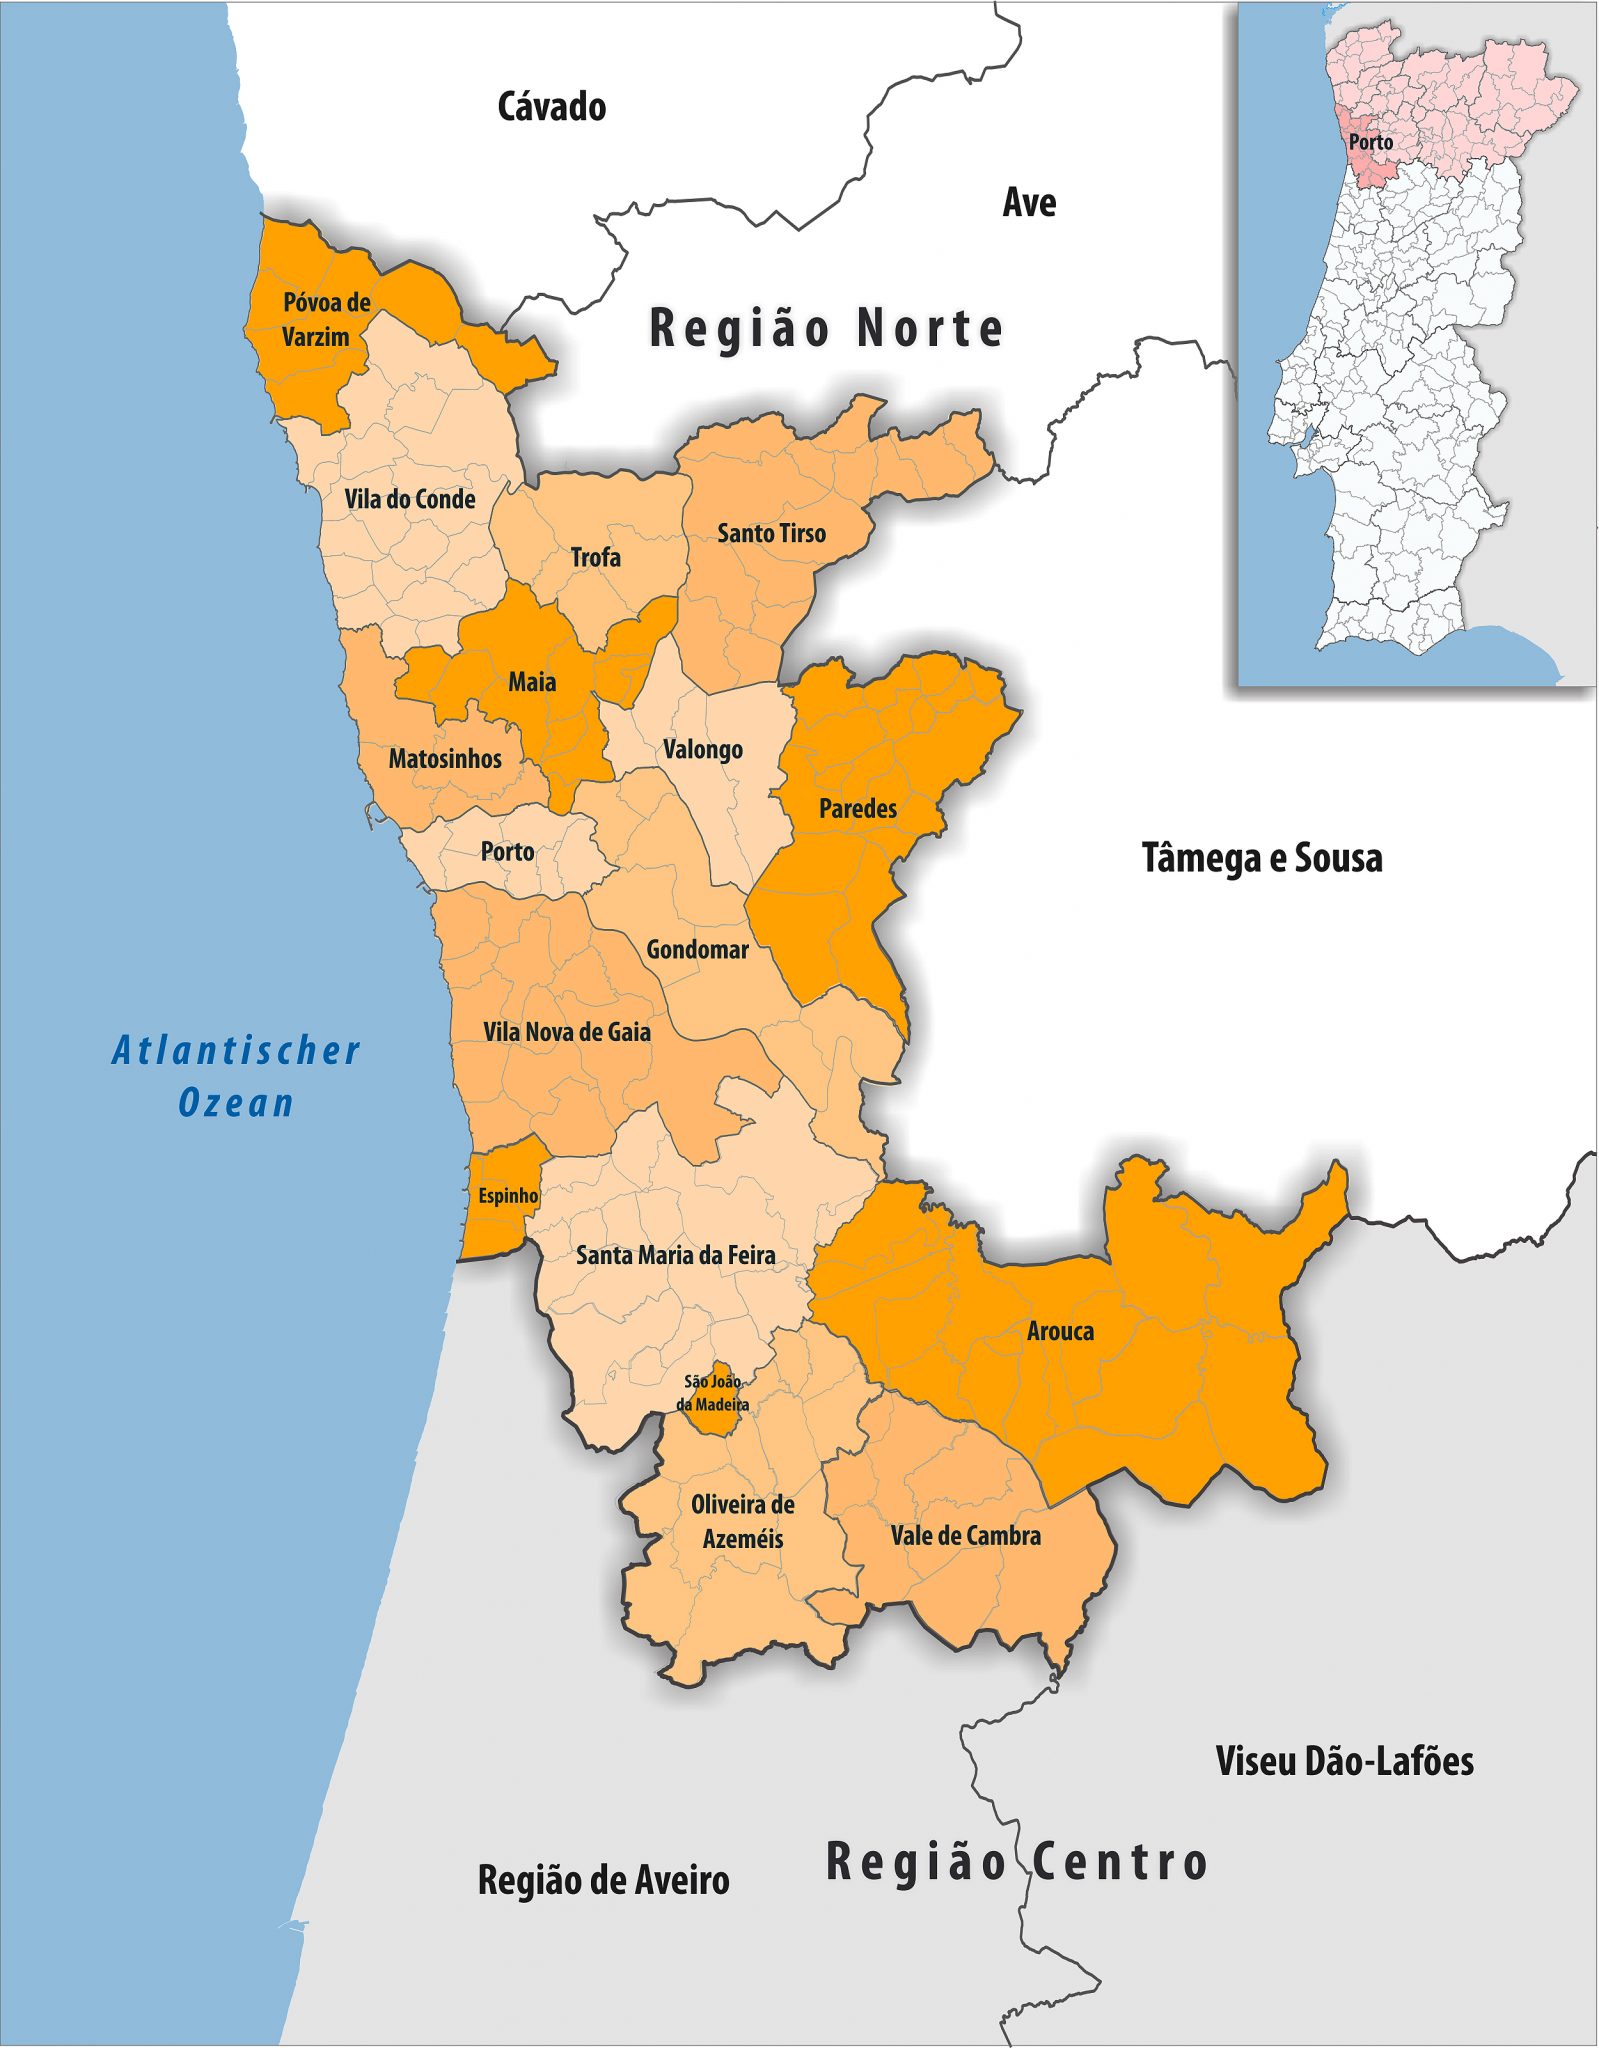 Cávado
Porto
Ave
Póvoa de
Varzim
Região Norte
Vila do Conde
Santo Tirso
Trofa
Maia
Valongo
Matosinhos
Paredes
Porto
Tâmega e Sousa
Gondomar
Vila Nova de Gaia
Atlantischer
Ozean
Espinho
Santa Maria da Feira
Arouca
São João
da Madeira
Oliveira de
Azeméis
Vale de Cambra
Viseu Dão-Lafões
Região Centro
Região de Aveiro